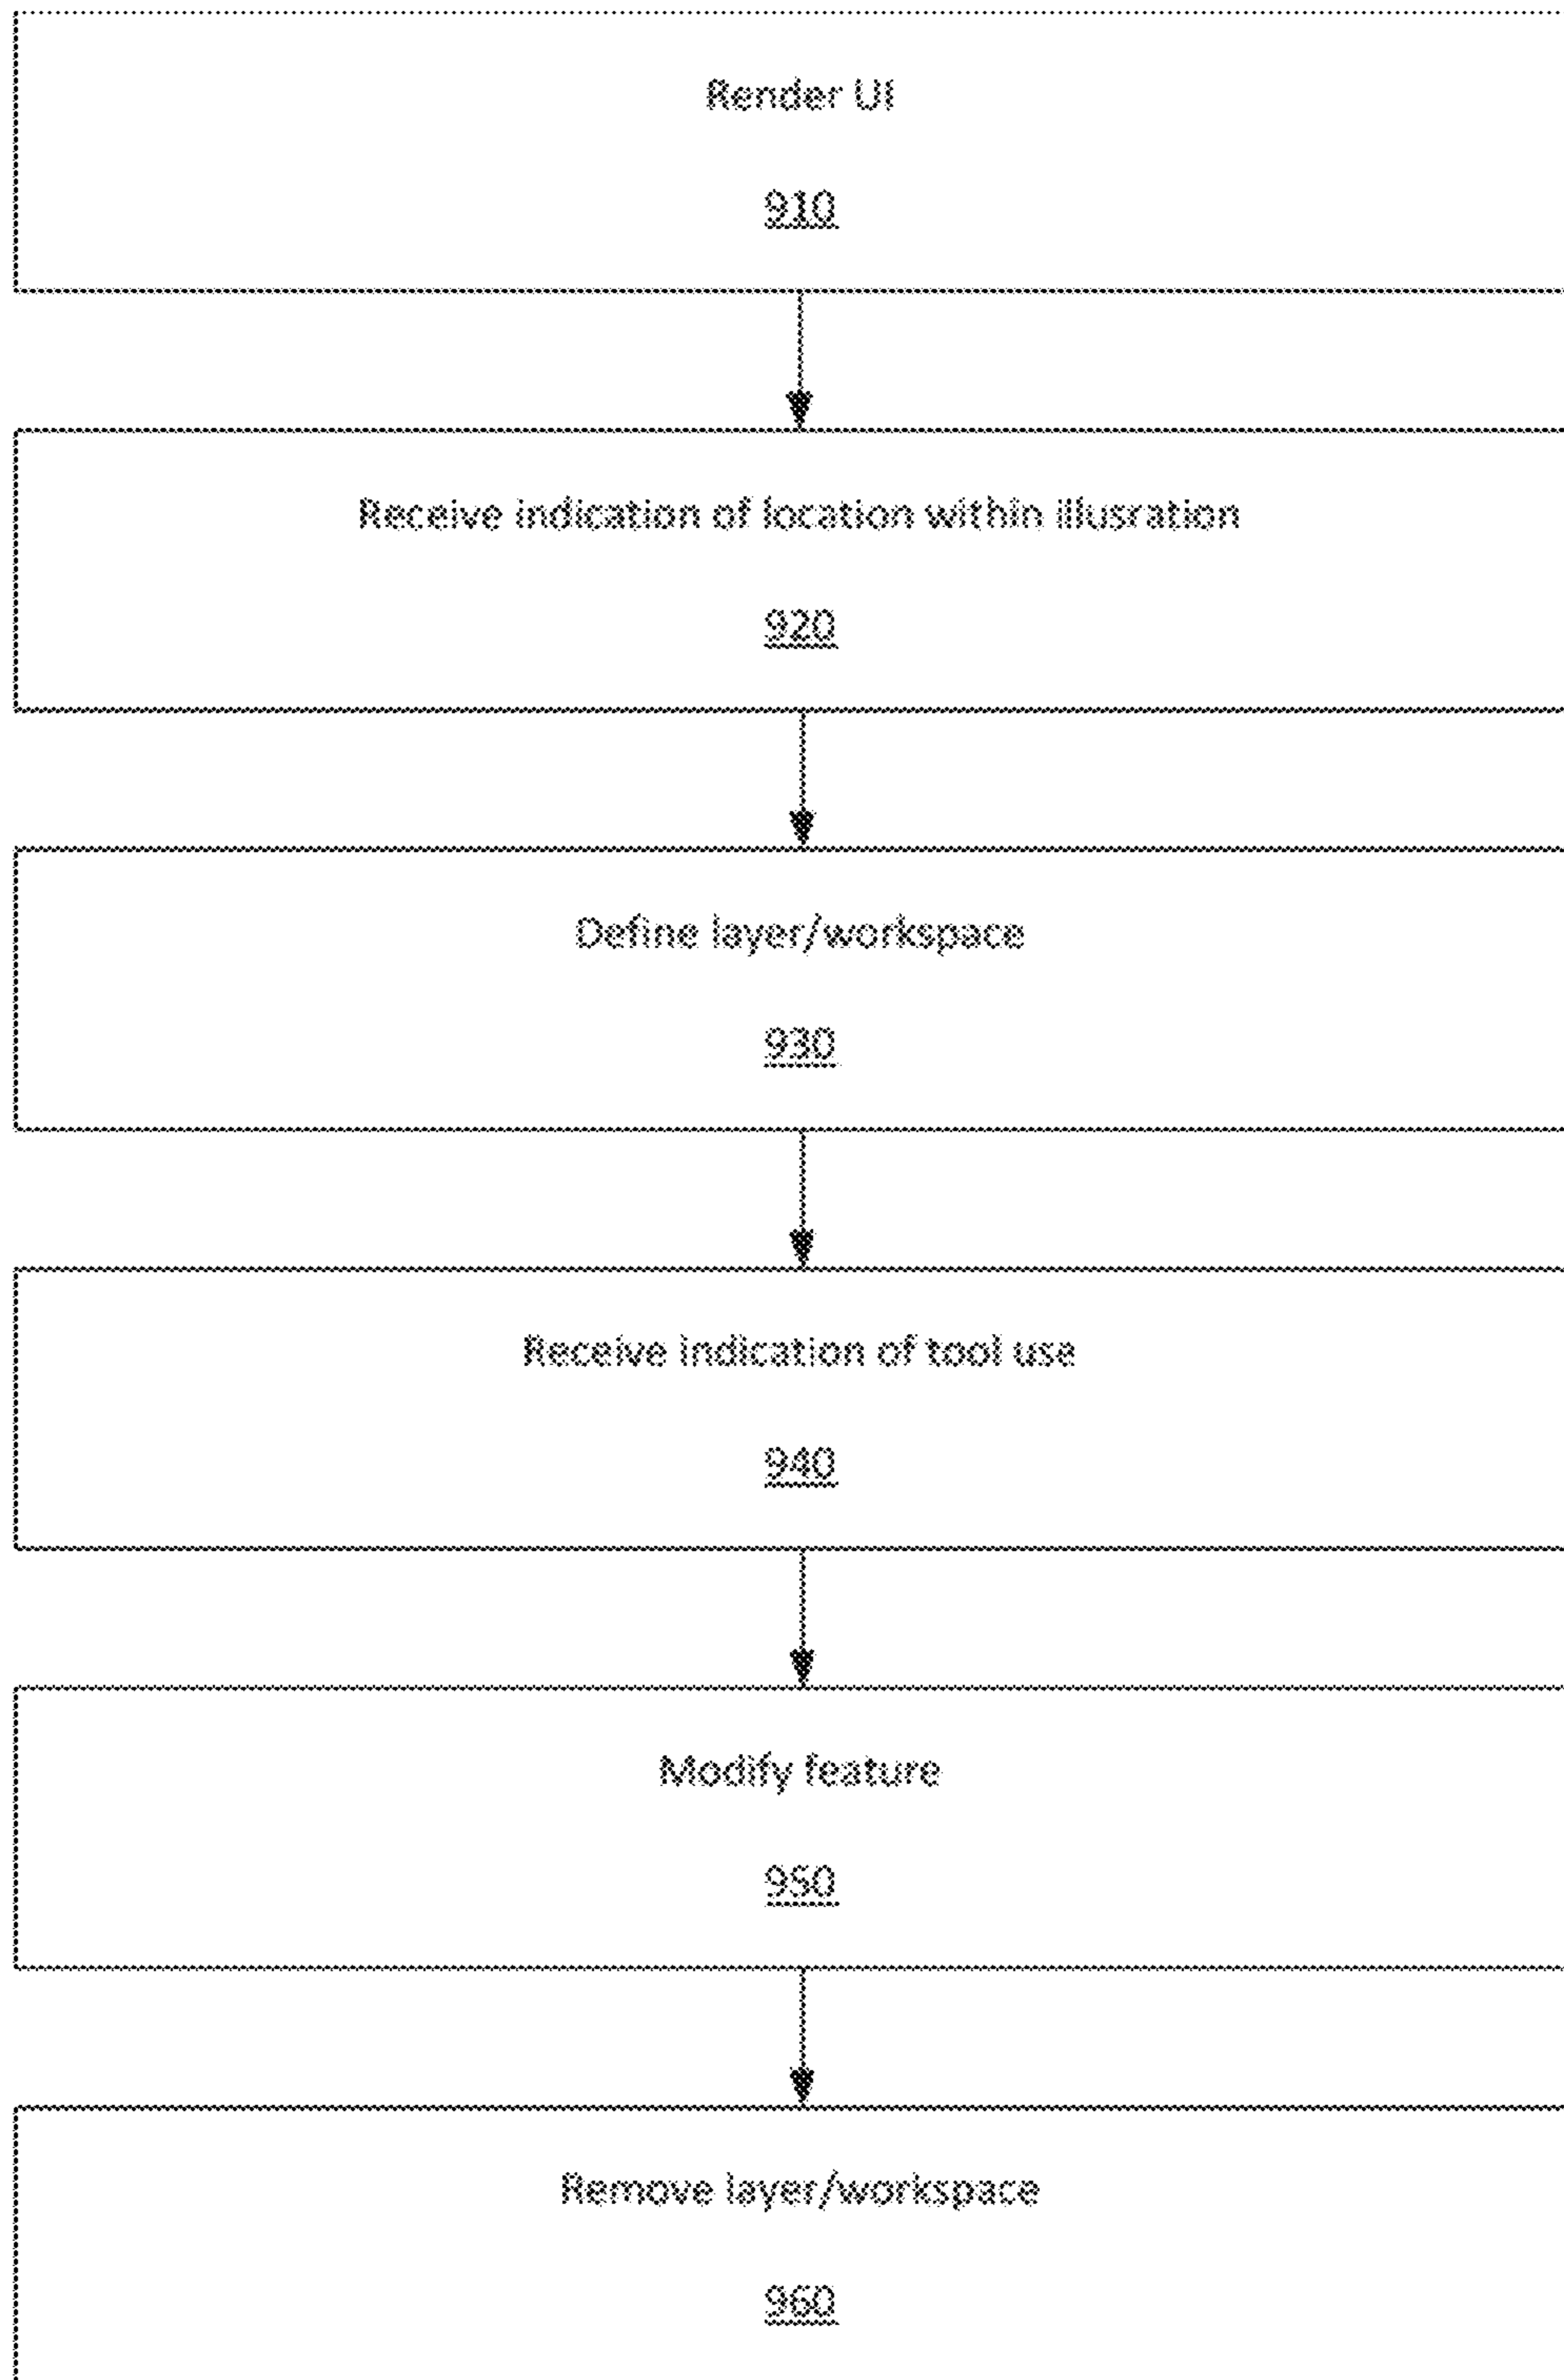 Render UI
910
Receive indication of location within illusration
920
Define layer/workspace
930
Receive indication of tool use
940
Modify feature
950
Remove layer/workspace
960